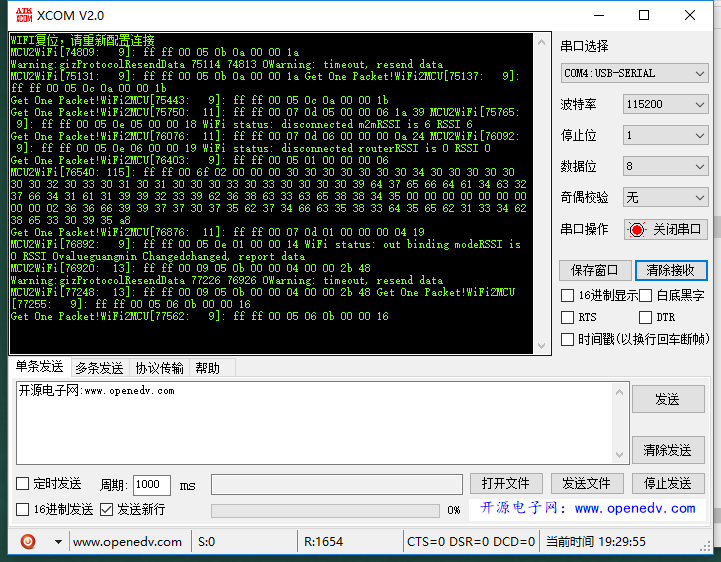 XCOM V2.0
WIFI复位，请重新配置连接
MCU2WiFi[74809:   9]: ff ff 00 05 0b 0a 00 00 1a
Warning:gizProtocolResendData 75114 74813 0Warning: timeout, resend data
MCU2WiFi[75131:   9]: ff ff 00 05 0b 0a 00 00 1a Get One Packet!WiFi2MCU[75137:   9]:
ff ff 00 05 0c 0a 00 00 1b
Get One Packet!WiFi2MCU[75443:   9]: ff ff 00 05 0c 0a 00 00 1b
Get One Packet!WiFi2MCU[75750:  11]: ff ff 00 07 0d 05 00 00 06 1a 39 MCU2WiFi[75765:
 9]: ff ff 00 05 0e 05 00 00 18 WiFi status: disconnected m2mRSSI is 6 RSSI 6
Get One Packet!WiFi2MCU[76076:  11]: ff ff 00 07 0d 06 00 00 00 0a 24 MCU2WiFi[76092:
 9]: ff ff 00 05 0e 06 00 00 19 WiFi status: disconnected routerRSSI is 0 RSSI 0
Get One Packet!WiFi2MCU[76403:   9]: ff ff 00 05 01 00 00 00 06
MCU2WiFi[76540: 115]: ff ff 00 6f 02 00 00 00 30 30 30 30 30 30 30 34 30 30 30 30 30
30 30 32 30 33 30 31 30 30 31 30 30 30 33 30 33 30 30 30 30 39 64 37 65 66 64 61 34 63 32
37 66 34 31 61 31 39 39 32 33 39 62 36 38 63 33 63 65 38 38 34 35 00 00 00 00 00 00 00
00 00 02 36 36 66 39 39 37 37 30 37 35 62 37 34 66 63 35 38 34 64 35 65 62 31 33 34 62
38 65 33 30 39 35 a8
Get One Packet!WiFi2MCU[76876:  11]: ff ff 00 07 0d 01 00 00 00 04 19
MCU2WiFi[76892:   9]: ff ff 00 05 0e 01 00 00 14 WiFi status: out binding modeRSSI is
0 RSSI 0valueguangmin Changedchanged, report data
MCU2WiFi[76920:  13]: ff ff 00 09 05 0b 00 00 04 00 00 2b 48
Warning:gizProtocolResendData 77226 76926 0Warning: timeout, resend data
MCU2WiFi[77248:  13]: ff ff 00 09 05 0b 00 00 04 00 00 2b 48 Get One Packet!WiFi2MCU
[77255:   9]: ff ff 00 05 06 0b 00 00 16
Get One Packet!WiFi2MCU[77562:   9]: ff ff 00 05 06 0b 00 00 16
串口选择
COM4:USB-SERIAL
波特率 115200
停止位 1
数据位 8
奇偶校验 无
串口操作 关闭串口
保存窗口 清除接收
16进制显示 白底黑字
RTS DTR
时间戳(以换行回车断帧)
单条发送 多条发送 协议传输 帮助
开源电子网:www.openedv.com
发送
清除发送
定时发送 周期: 1000 ms 打开文件 发送文件 停止发送
16进制发送 发送新行 0% 开源电子网：www.openedv.com
www.openedv.com S:0 R:1654 CTS=0 DSR=0 DCD=0 当前时间 19:29:55